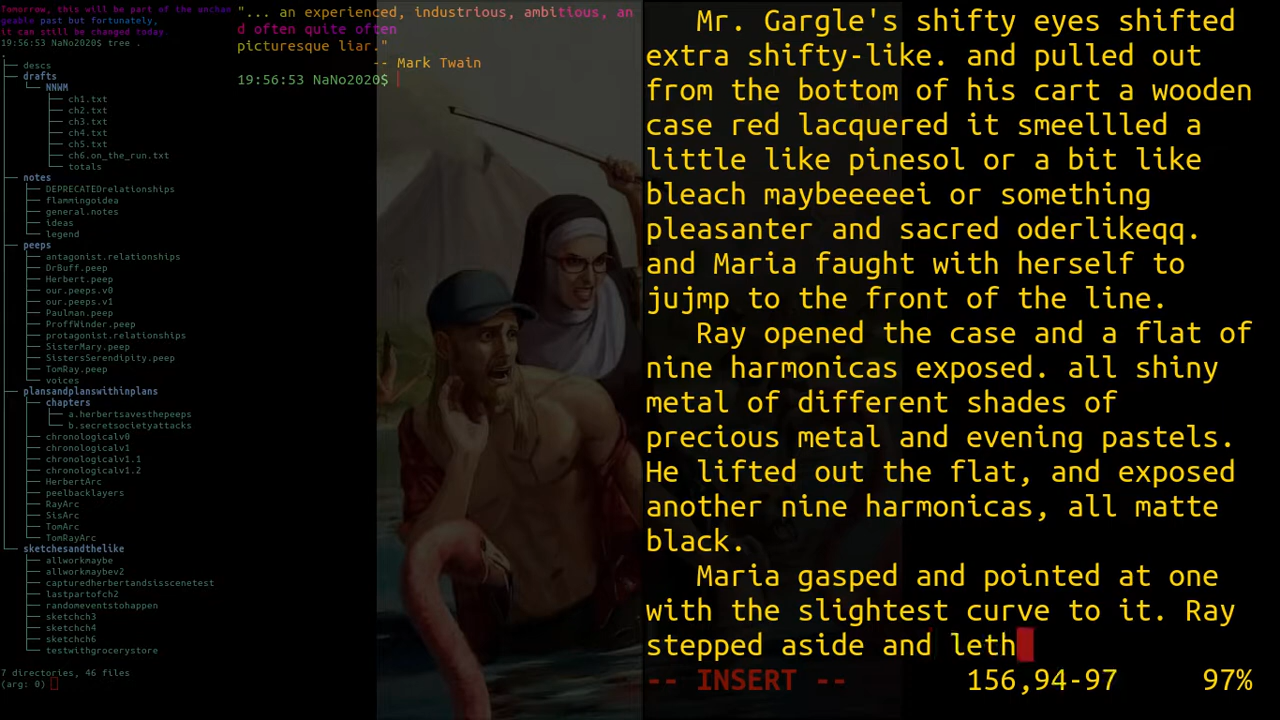 Tomorrow, this will be part of the unchan
geable past but fortunately,
it can still be changed today.
19:56:53 NaNo2020$ tree .
.
├── descs
├── drafts
│   └── NNWM
│       ├── ch1.txt
│       ├── ch2.txt
│       ├── ch3.txt
│       ├── ch4.txt
│       ├── ch5.txt
│       ├── ch6.on_the_run.txt
│       └── totals
├── notes
│   ├── DEPRECATEDrelationships
│   ├── flammingoidea
│   ├── general.notes
│   ├── ideas
│   └── legend
├── peeps
│   ├── antagonist.relationships
│   ├── DrBuff.peep
│   ├── Herbert.peep
│   ├── our.peeps.v0
│   ├── our.peeps.v1
│   ├── Paulman.peep
│   ├── ProffWinder.peep
│   ├── protagonist.relationships
│   ├── SisterMary.peep
│   ├── SistersSerendipity.peep
│   ├── TomRay.peep
│   └── voices
├── plansandplanswithinplans
│   ├── chapters
│   │   ├── a.herbertsavesthepeeps
│   │   └── b.secretsocietyattacks
│   ├── chronologicalv0
│   ├── chronologicalv1
│   ├── chronologicalv1.1
│   ├── chronologicalv1.2
│   ├── HerbertArc
│   ├── peelbacklayers
│   ├── RayArc
│   ├── SisArc
│   ├── TomArc
│   └── TomRayArc
└── sketchesandthelike
    ├── allworkmaybe
    ├── allworkmaybev2
    ├── capturedherbertandsisscenetest
    ├── lastpartofch2
    ├── randomeventstohappen
    ├── sketchch3
    ├── sketchch4
    ├── sketchch6
    └── testwithgrocerystore
7 directories, 46 files
(arg: 0)
"... an experienced, industrious, ambitious, an
d often quite often
picturesque liar."
-- Mark Twain
19:56:53 NaNo2020$
Mr. Gargle's shifty eyes shifted
extra shifty-like. and pulled out
from the bottom of his cart a wooden
case red lacquered it smeellled a
little like pinesol or a bit like
bleach maybeeeeei or something
pleasanter and sacred oderlikeqq.
and Maria faught with herself to
jujmp to the front of the line.
Ray opened the case and a flat of
nine harmonicas exposed. all shiny
metal of different shades of
precious metal and evening pastels.
He lifted out the flat, and exposed
another nine harmonicas, all matte
black.
Maria gasped and pointed at one
with the slightest curve to it. Ray
stepped aside and leth
-- INSERT -- 156,94-97 97%